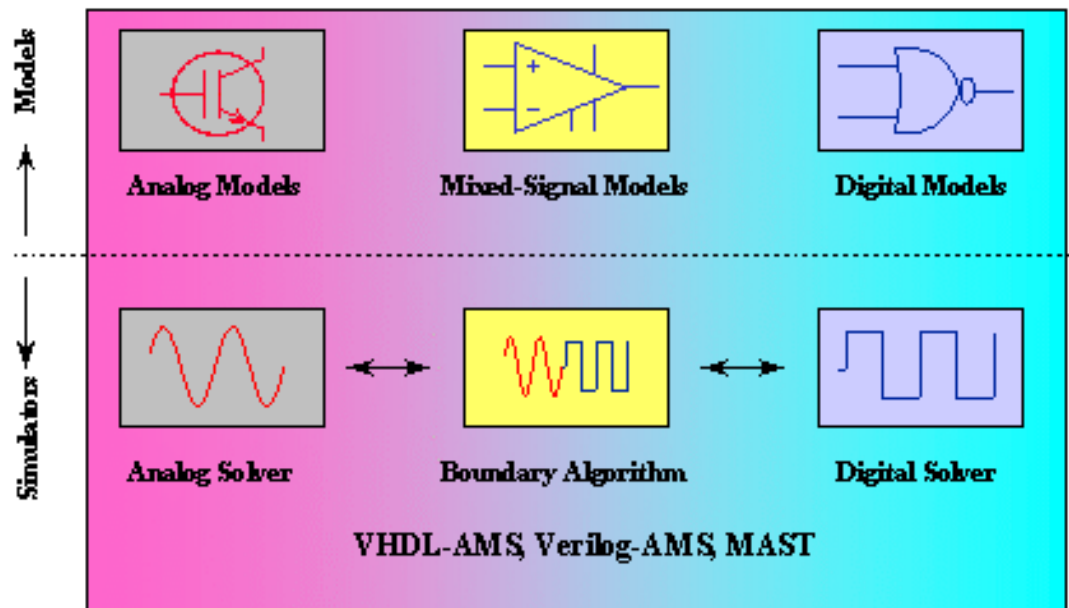 Models
Analog Models
Mixed-Signal Models
Digital Models
Simulators
Analog Solver
Boundary Algorithm
Digital Solver
VHDL-AMS, Verilog-AMS, MAST